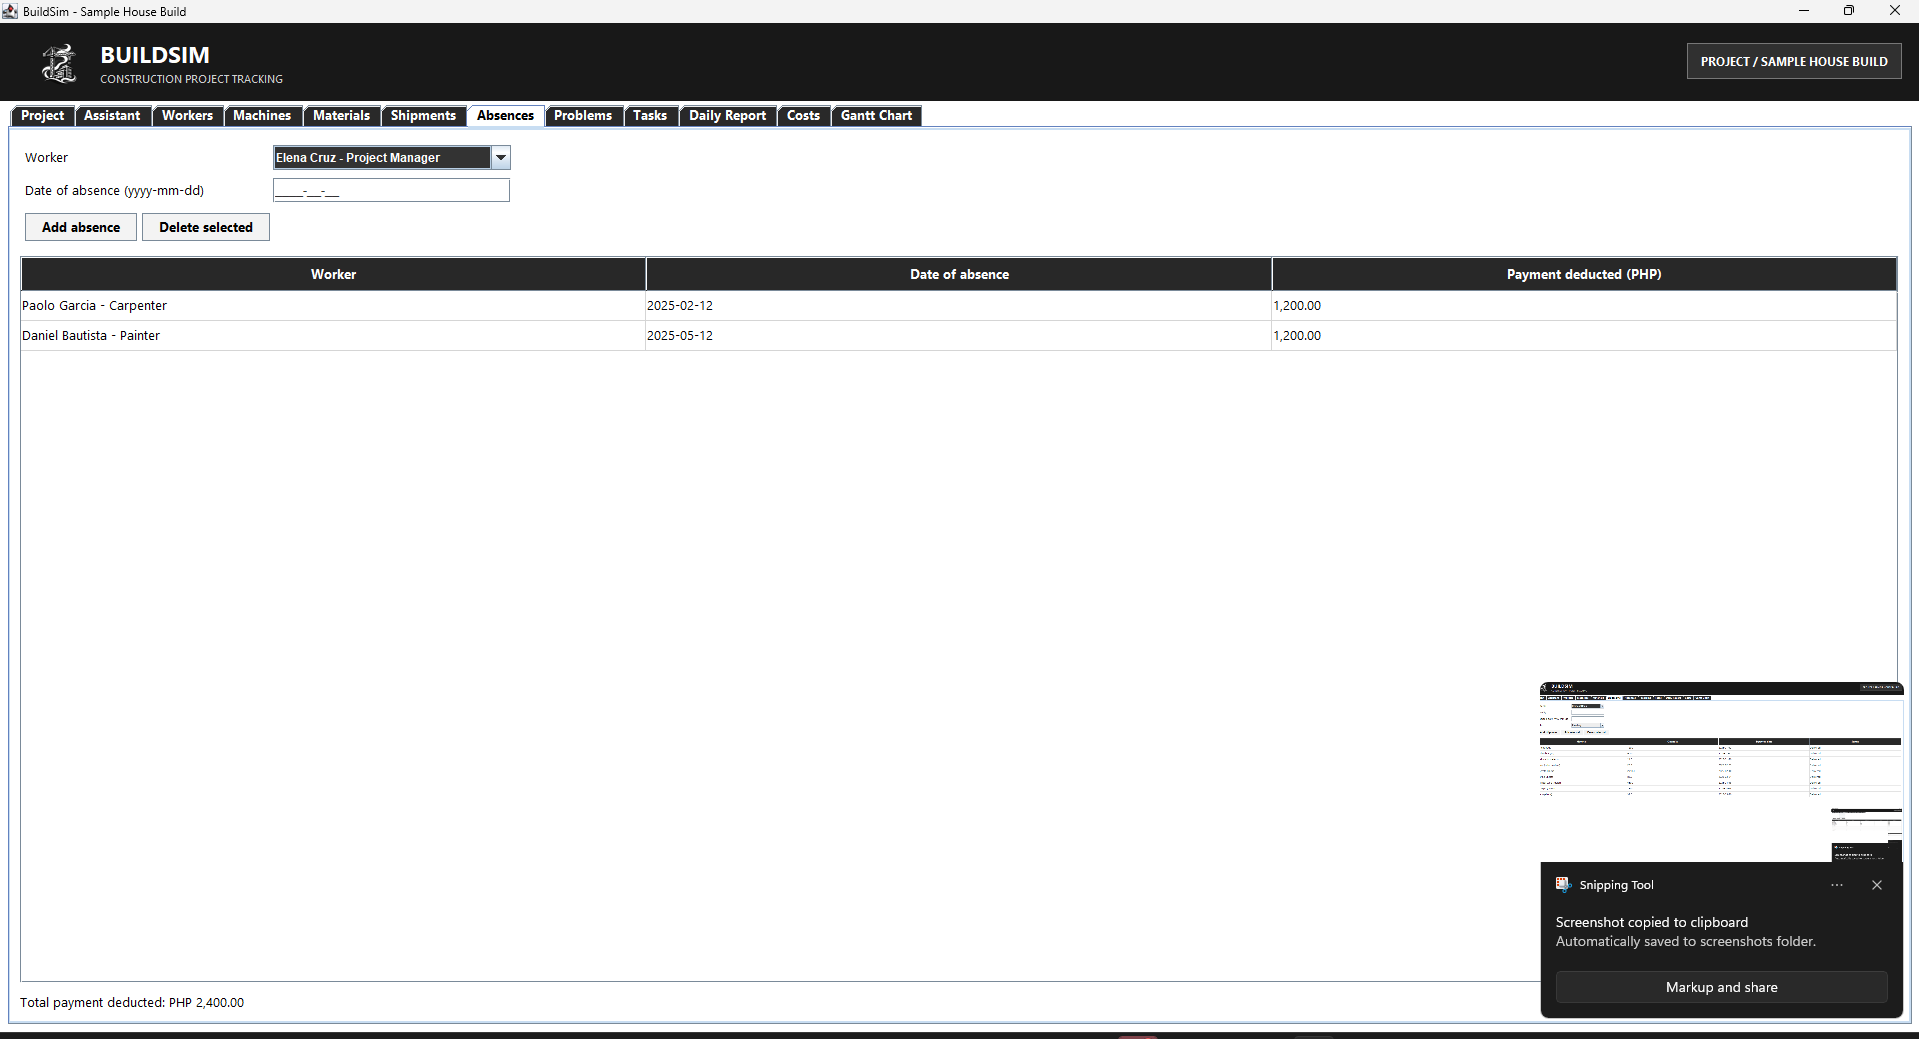 BuildSim - Sample House Build
BUILDSIM
CONSTRUCTION PROJECT TRACKING
PROJECT / SAMPLE HOUSE BUILD
Project Assistant Workers Machines Materials Shipments Absences Problems Tasks Daily Report Costs Gantt Chart
Worker Elena Cruz - Project Manager
Date of absence (yyyy-mm-dd) ____-__-__
Add absence Delete selected
Worker Date of absence Payment deducted (PHP)
Paolo Garcia - Carpenter 2025-02-12 1,200.00
Daniel Bautista - Painter 2025-05-12 1,200.00
Snipping Tool
Screenshot copied to clipboard
Automatically saved to screenshots folder.
Markup and share
Total payment deducted: PHP 2,400.00